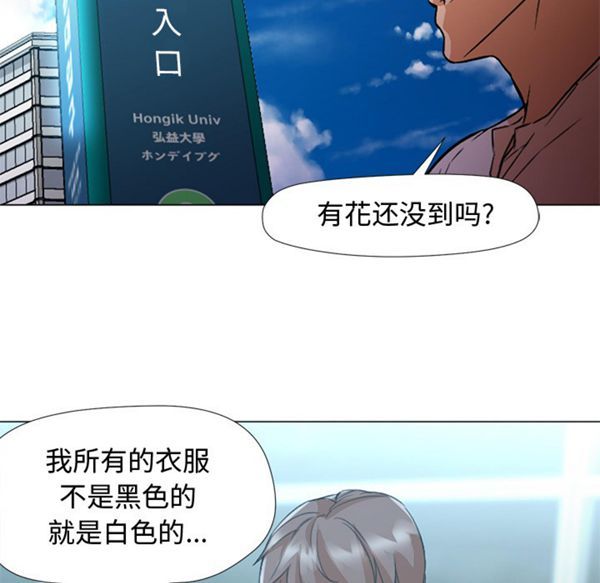 入
口
Hongik Univ
弘益大學
ホンデイプグ
有花还没到吗?
我所有的衣服
不是黑色的
就是白色的...